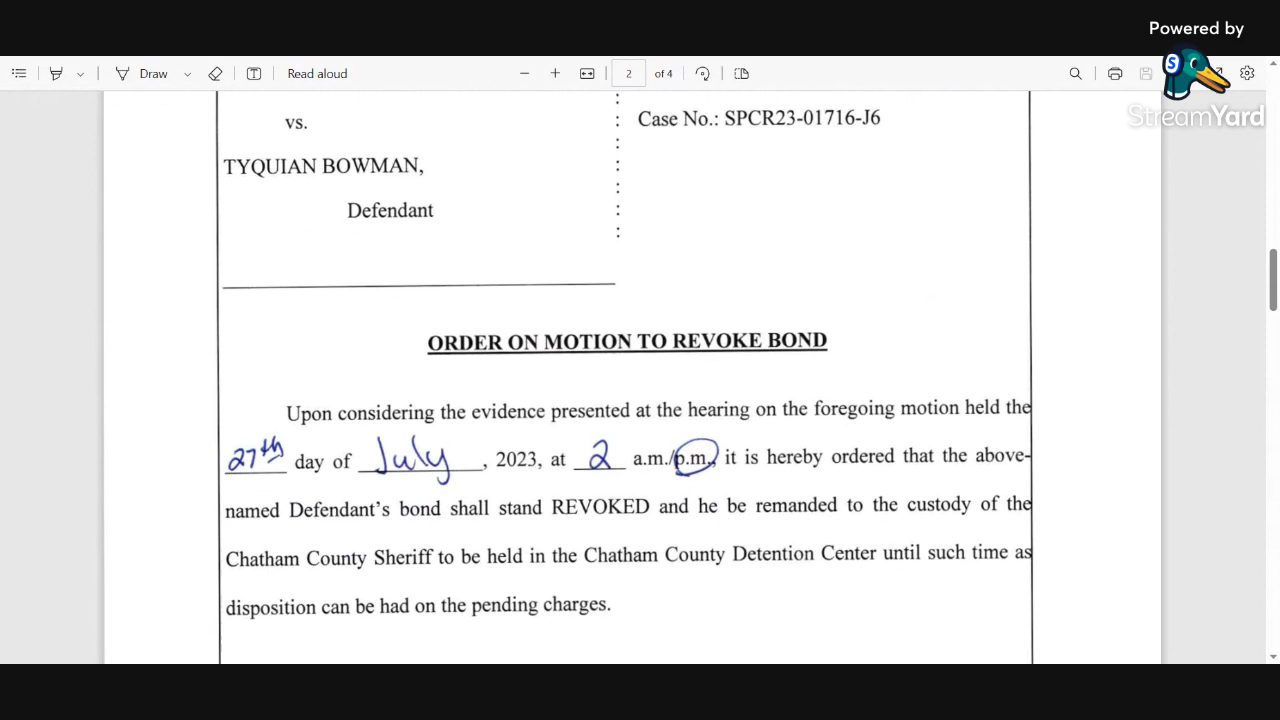 Powered by
StreamYard
Draw
Read aloud
2 of 4
vs.
Case No.: SPCR23-01716-J6
TYQUIAN BOWMAN,
Defendant
ORDER ON MOTION TO REVOKE BOND
Upon considering the evidence presented at the hearing on the foregoing motion held the
27th day of July, 2023, at 2 a.m./p.m., it is hereby ordered that the above-
named Defendant's bond shall stand REVOKED and he be remanded to the custody of the
Chatham County Sheriff to be held in the Chatham County Detention Center until such time as
disposition can be had on the pending charges.